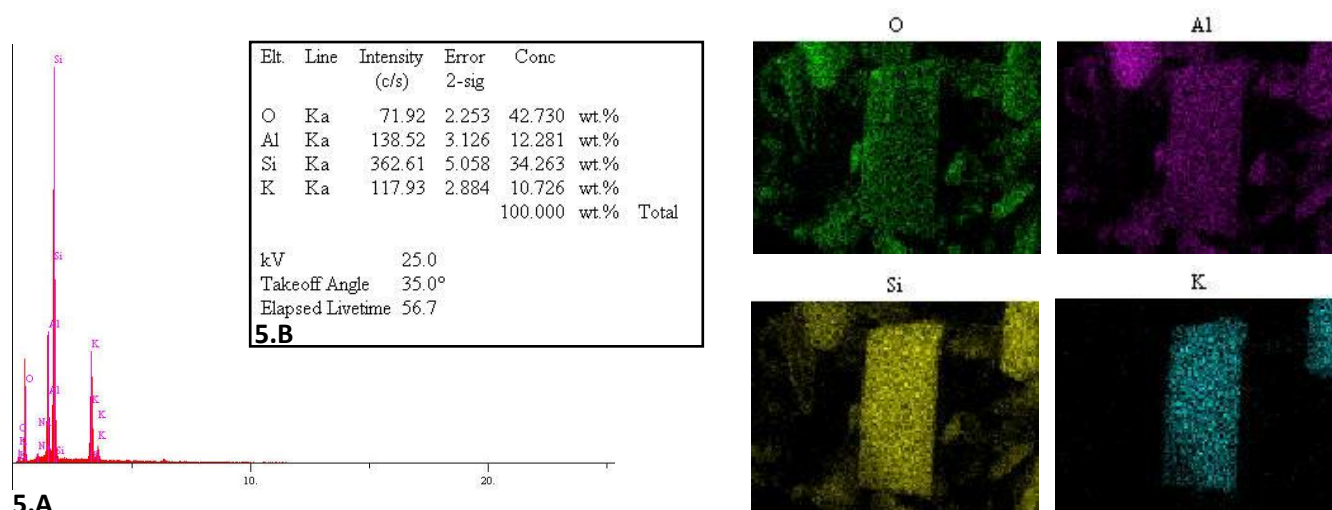 Si
Si
Al
Al
O
K
K
K
K
Si
10.
20.
5.A
Elt. Line Intensity Error Conc
(c/s) 2-sig
O Ka 71.92 2.253 42.730 wt.%
Al Ka 138.52 3.126 12.281 wt.%
Si Ka 362.61 5.058 34.263 wt.%
K Ka 117.93 2.884 10.726 wt.%
100.000 wt.% Total
kV 25.0
Takeoff Angle 35.0°
Elapsed Livetime 56.7
5.B
O
Al
Si
K